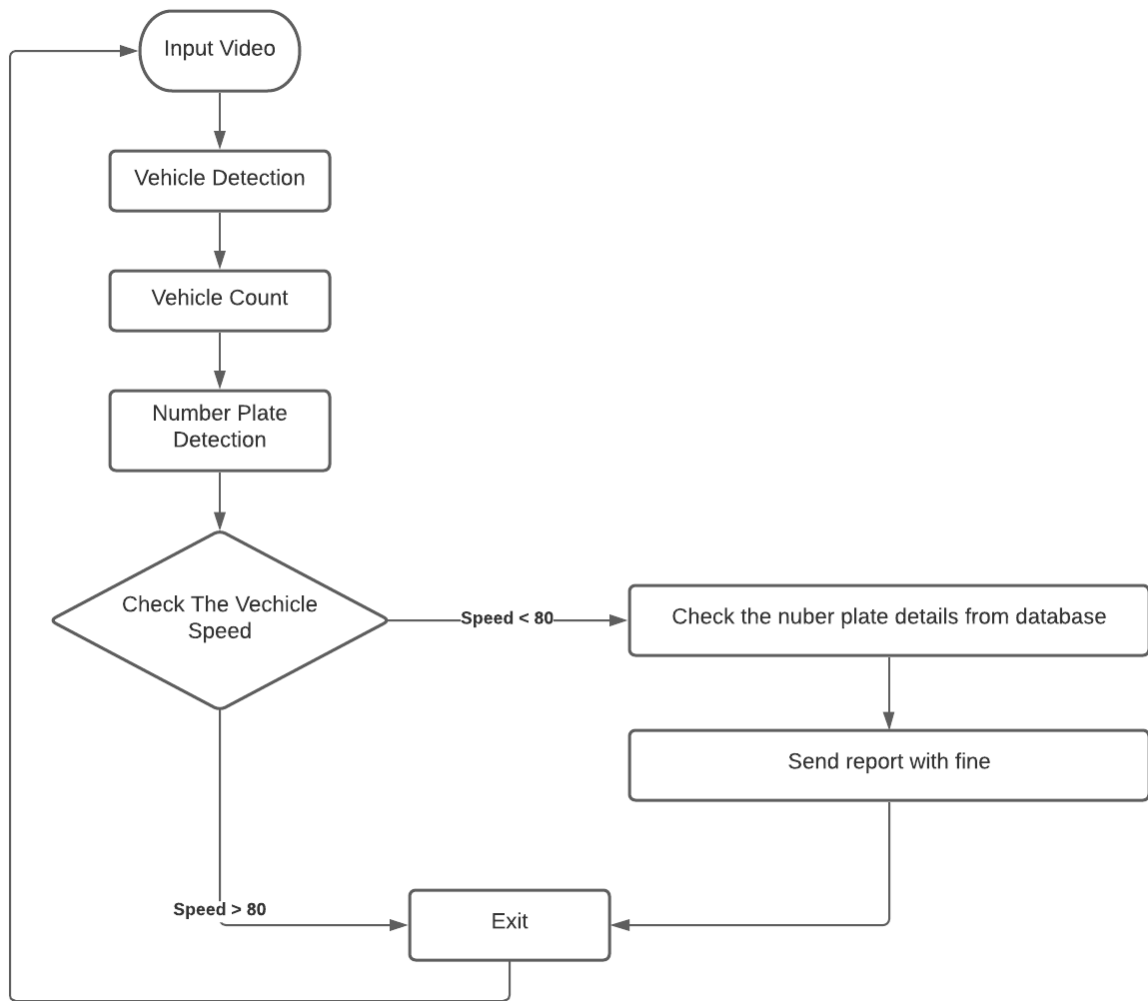 Input Video
Vehicle Detection
Vehicle Count
Number Plate
Detection
Check The Vechicle
Speed
Speed < 80
Check the nuber plate details from database
Send report with fine
Speed > 80
Exit